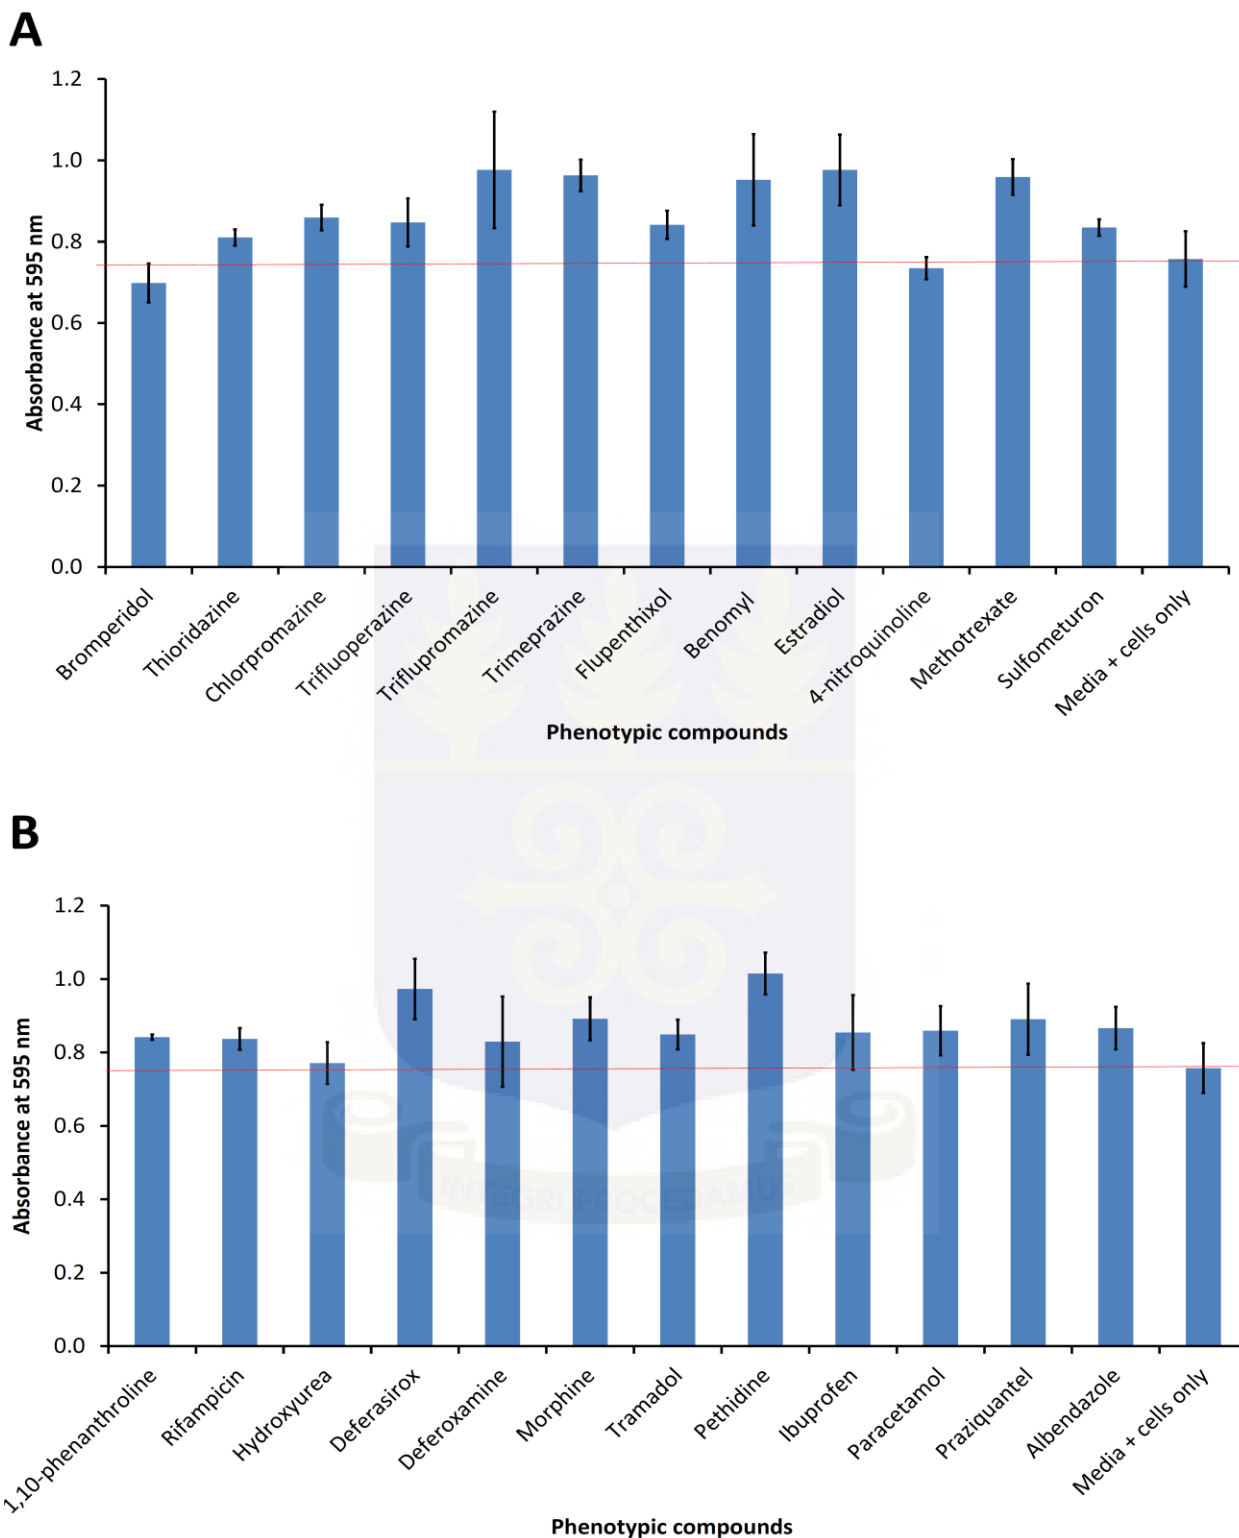 A
Absorbance at 595 nm
1.2
1.0
0.8
0.6
0.4
0.2
0.0
Bromperidol
Thioridazine
Chlorpromazine
Trifluoperazine
Triflupromazine
Trimeprazine
Flupenthixol
Benomyl
Estradiol
4-nitroquinoline
Methotrexate
Sulfometuron
Media + cells only
Phenotypic compounds
B
Absorbance at 595 nm
1.2
1.0
0.8
0.6
0.4
0.2
0.0
INTEGRI PROCEDAMUS
1,10-phenanthroline
Rifampicin
Hydroxyurea
Deferasirox
Deferoxamine
Morphine
Tramadol
Pethidine
Ibuprofen
Paracetamol
Praziquantel
Albendazole
Media + cells only
Phenotypic compounds